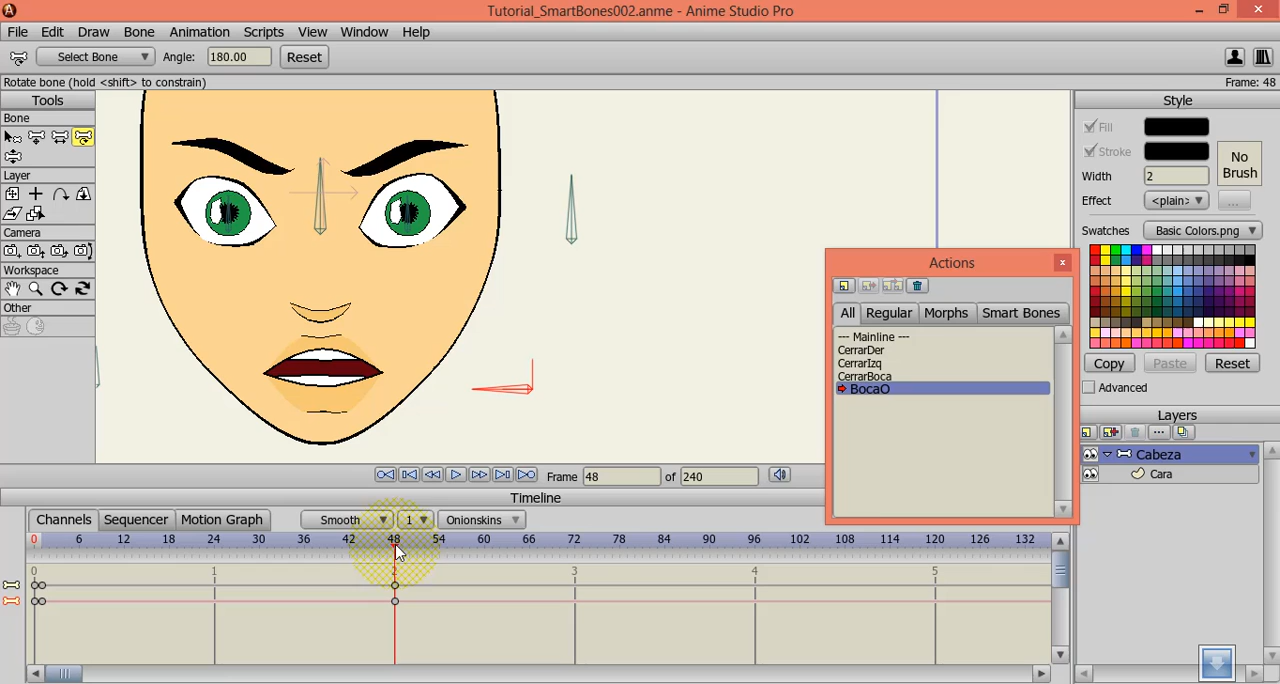 Tutorial_SmartBones002.anme - Anime Studio Pro
File Edit Draw Bone Animation Scripts View Window Help
Select Bone Angle: 180.00 Reset
Rotate bone (hold <shift> to constrain) Frame: 48
Tools
Bone
Layer
Camera
Workspace
Other
Style
Fill
Stroke
No Brush
Width 2
Effect <plain> ...
Swatches Basic Colors.png
Copy Paste Reset
Advanced
Layers
Cabeza
Cara
Actions x
All Regular Morphs Smart Bones
--- Mainline ---
CerrarDer
CerrarIzq
CerrarBoca
BocaO
Frame 48 of 240
Timeline
Channels Sequencer Motion Graph Smooth 1 Onionskins
0 6 12 18 24 30 36 42 48 54 60 66 72 78 84 90 96 102 108 114 120 126 132
0 1 2 3 4 5